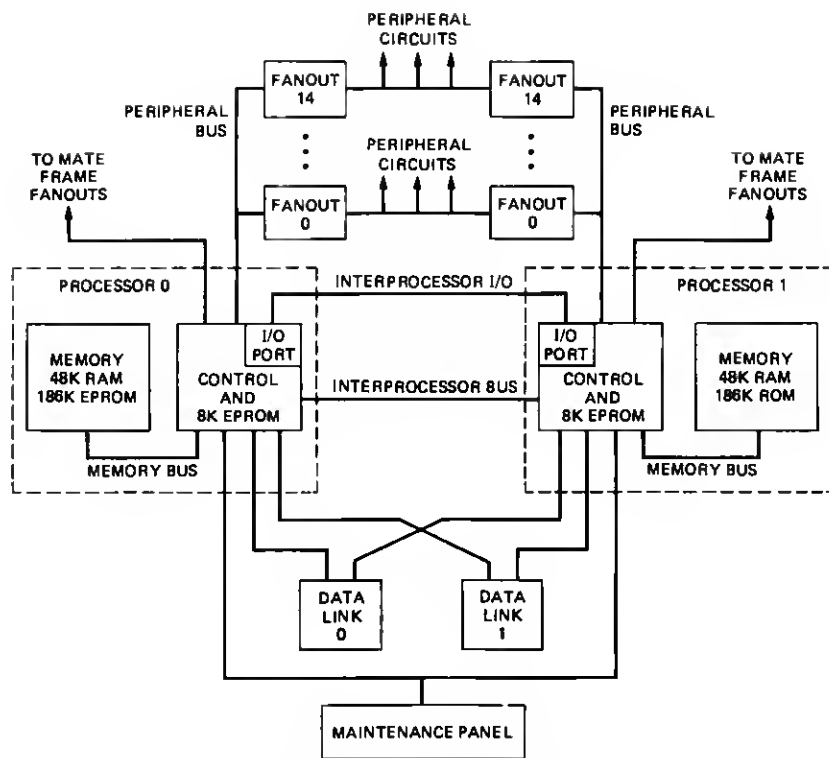 PERIPHERAL
CIRCUITS
FANOUT
14
FANOUT
14
PERIPHERAL
BUS
PERIPHERAL
BUS
PERIPHERAL
CIRCUITS
TO MATE
FRAME
FANOUTS
TO MATE
FRAME
FANOUTS
FANOUT
0
FANOUT
0
PROCESSOR 0
INTERPROCESSOR I/O
PROCESSOR 1
MEMORY
48K RAM
186K EPROM
I/O
PORT
CONTROL
AND
8K EPROM
INTERPROCESSOR 8US
I/O
PORT
CONTROL
AND
8K EPROM
MEMORY
48K RAM
186K ROM
MEMORY BUS
MEMORY BUS
DATA
LINK
0
DATA
LINK
1
MAINTENANCE PANEL